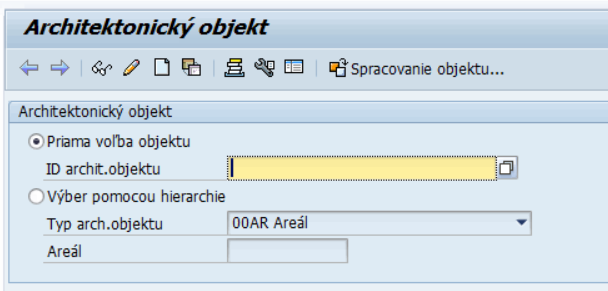 Architektonický objekt
Spracovanie objektu...
Architektonický objekt
Priama voľba objektu
ID archit.objektu
Výber pomocou hierarchie
Typ arch.objektu 00AR Areál
Areál